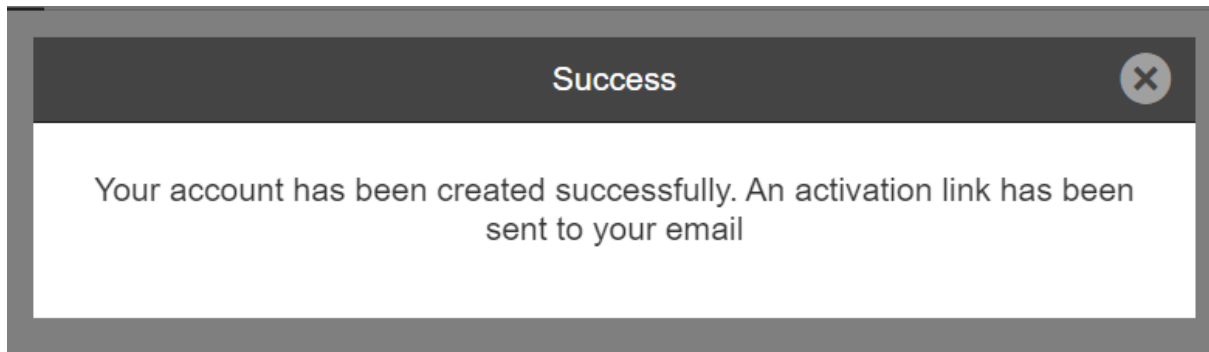 Success
Your account has been created successfully. An activation link has been
sent to your email